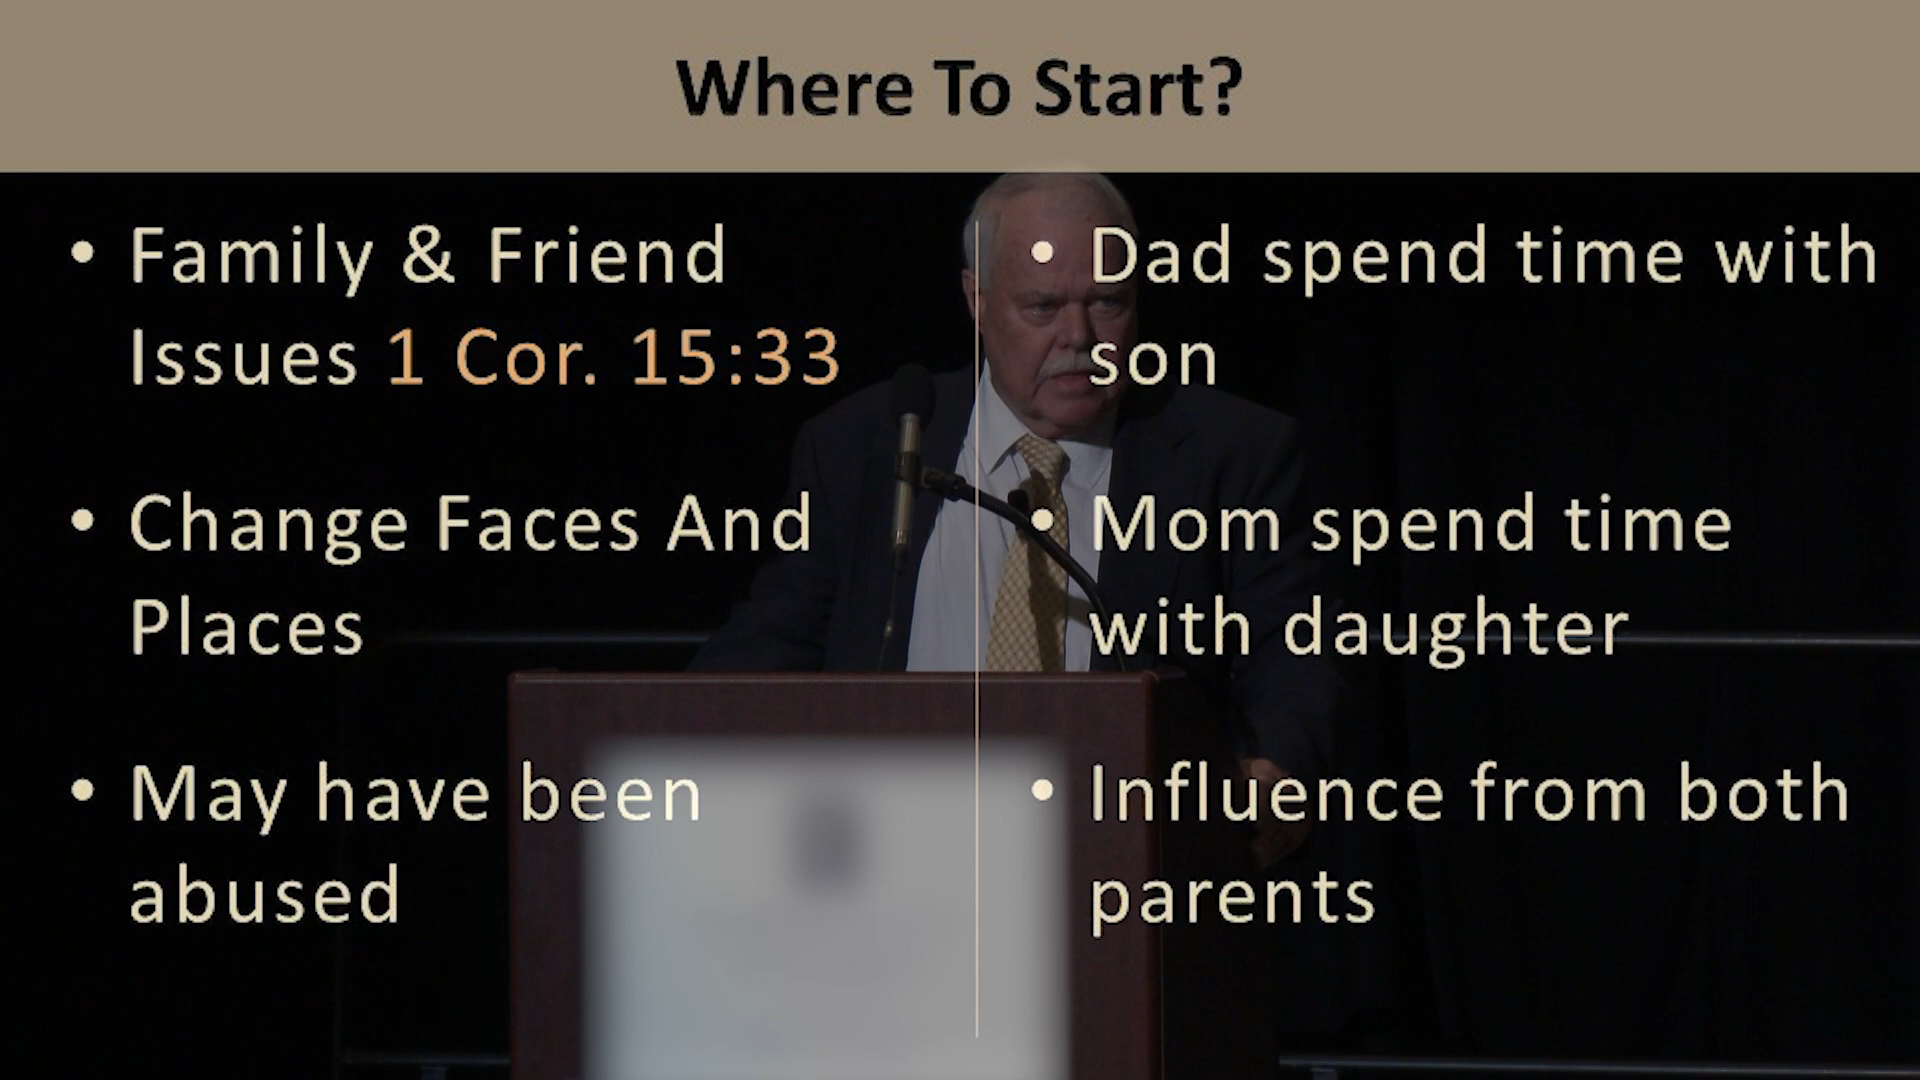 Where To Start?
• Family & Friend
Issues 1 Cor. 15:33
• Change Faces And
Places
• May have been
abused
• Dad spend time with
son
• Mom spend time
with daughter
• Influence from both
parents